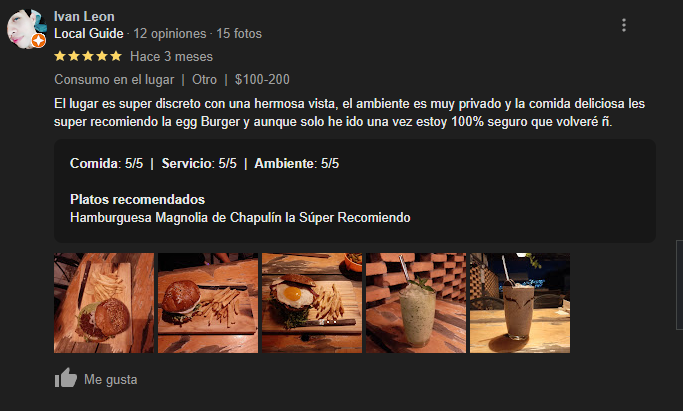 Ivan Leon
Local Guide · 12 opiniones · 15 fotos
Hace 3 meses
Consumo en el lugar | Otro | $100-200
El lugar es super discreto con una hermosa vista, el ambiente es muy privado y la comida deliciosa les
super recomiendo la egg Burger y aunque solo he ido una vez estoy 100% seguro que volveré ñ.
Comida: 5/5 | Servicio: 5/5 | Ambiente: 5/5
Platos recomendados
Hamburguesa Magnolia de Chapulín la Súper Recomiendo
Me gusta